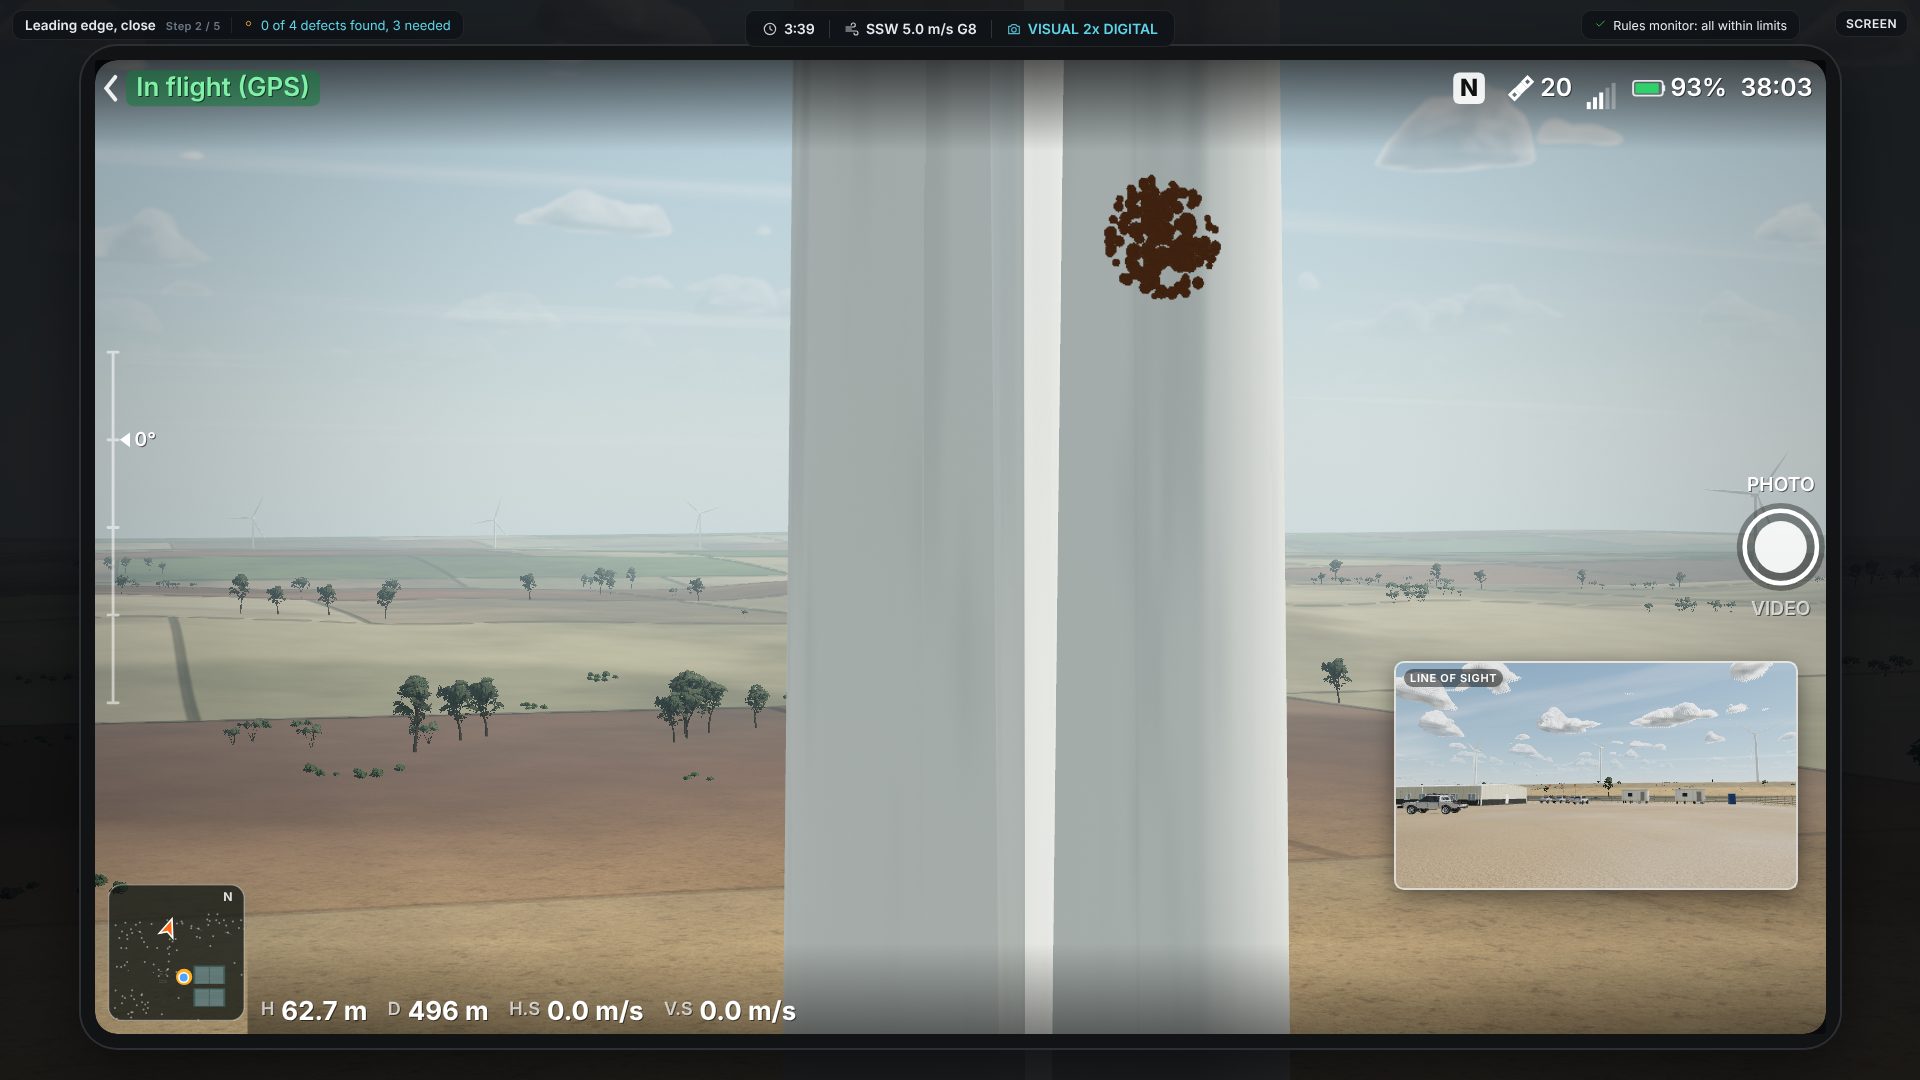 Leading edge, close Step 2 / 5 0 of 4 defects found, 3 needed
3:39 SSW 5.0 m/s G8 VISUAL 2x DIGITAL
Rules monitor: all within limits
SCREEN
In flight (GPS)
N 20 93% 38:03
0°
PHOTO
VIDEO
LINE OF SIGHT
N
H 62.7 m D 496 m H.S 0.0 m/s V.S 0.0 m/s